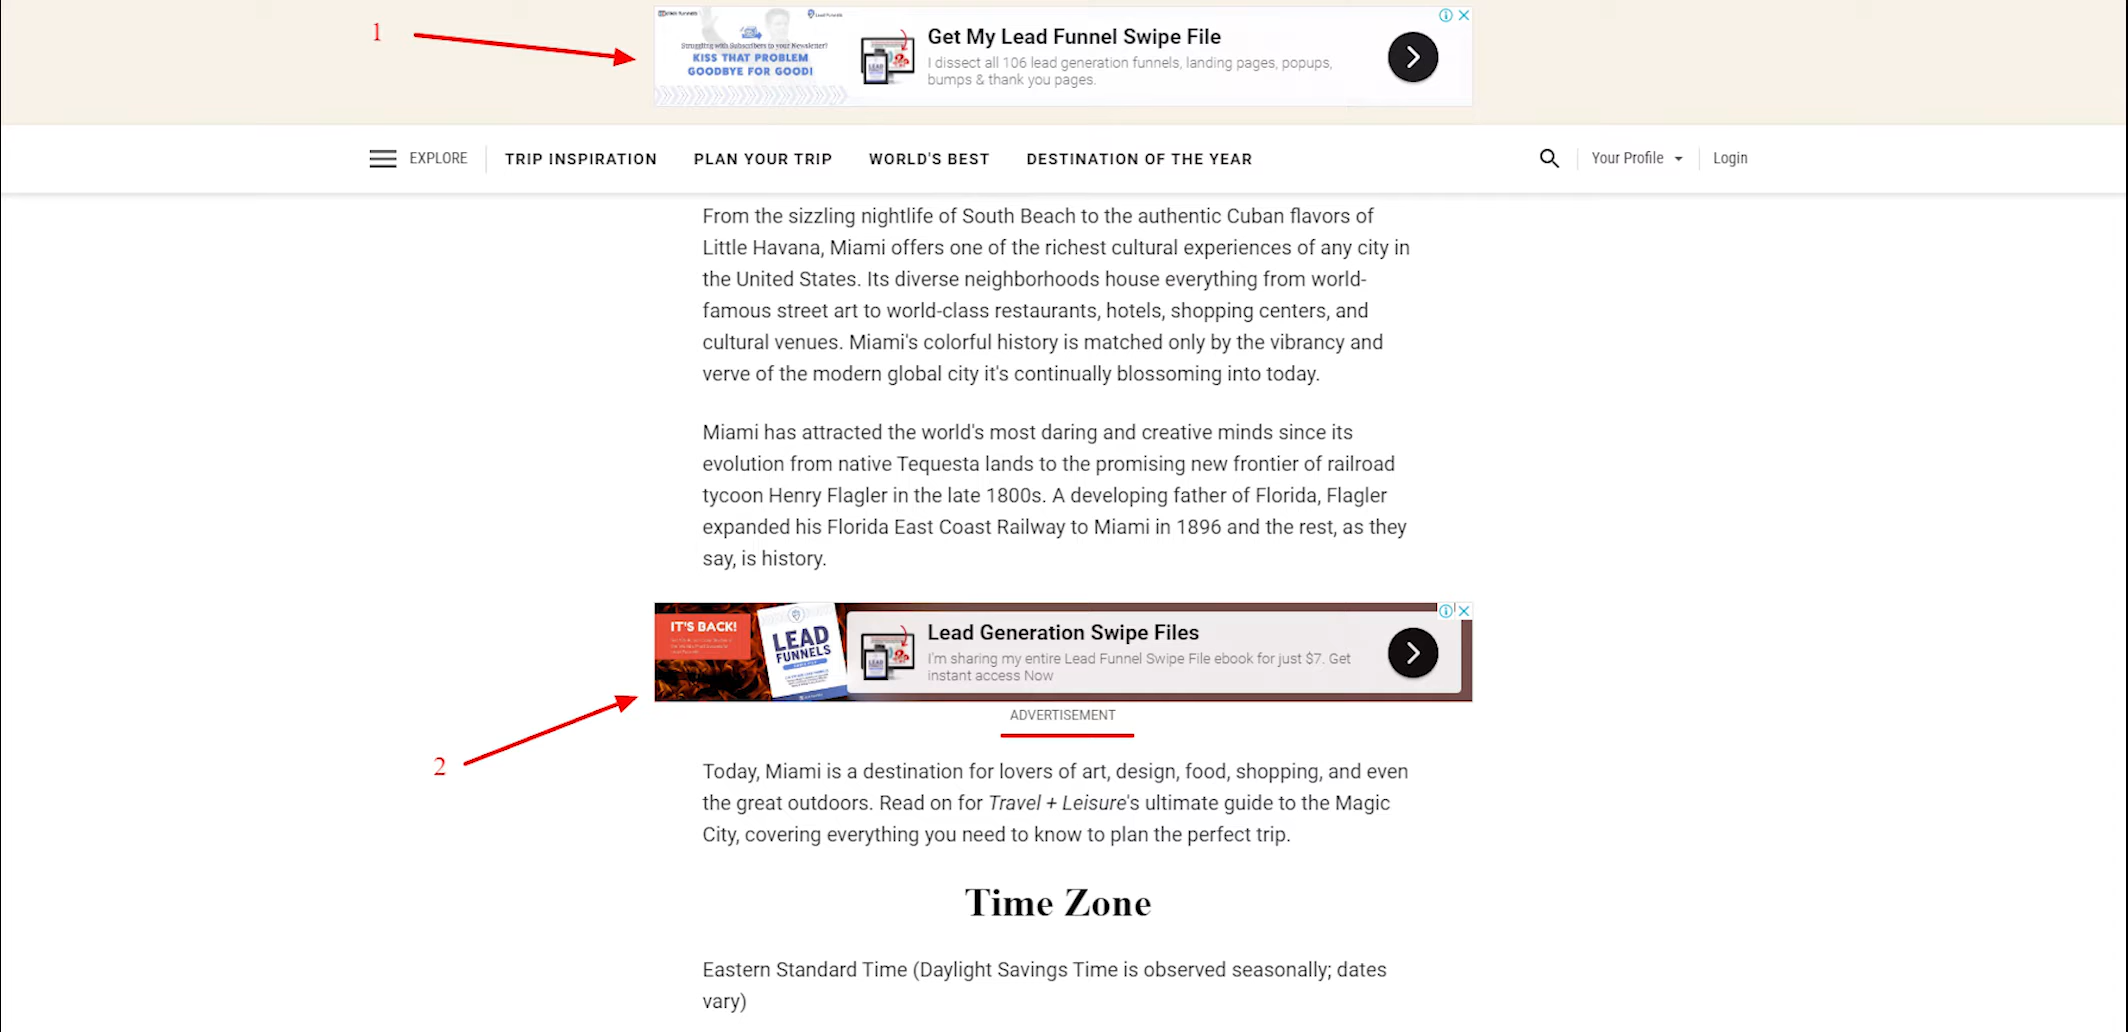 1
Lead Funnels
Struggling with Subscribers to your Newsletter?
KISS THAT PROBLEM
GOODBYE FOR GOOD!
LEAD
Get My Lead Funnel Swipe File
I dissect all 106 lead generation funnels, landing pages, popups,
bumps & thank you pages.
EXPLORE
TRIP INSPIRATION
PLAN YOUR TRIP
WORLD'S BEST
DESTINATION OF THE YEAR
Your Profile
Login
From the sizzling nightlife of South Beach to the authentic Cuban flavors of
Little Havana, Miami offers one of the richest cultural experiences of any city in
the United States. Its diverse neighborhoods house everything from world-
famous street art to world-class restaurants, hotels, shopping centers, and
cultural venues. Miami's colorful history is matched only by the vibrancy and
verve of the modern global city it's continually blossoming into today.
Miami has attracted the world's most daring and creative minds since its
evolution from native Tequesta lands to the promising new frontier of railroad
tycoon Henry Flagler in the late 1800s. A developing father of Florida, Flagler
expanded his Florida East Coast Railway to Miami in 1896 and the rest, as they
say, is history.
IT'S BACK!
LEAD
FUNNELS
Lead Generation Swipe Files
I'm sharing my entire Lead Funnel Swipe File ebook for just $7. Get
instant access Now
ADVERTISEMENT
2
Today, Miami is a destination for lovers of art, design, food, shopping, and even
the great outdoors. Read on for Travel + Leisure's ultimate guide to the Magic
City, covering everything you need to know to plan the perfect trip.
Time Zone
Eastern Standard Time (Daylight Savings Time is observed seasonally; dates
vary)